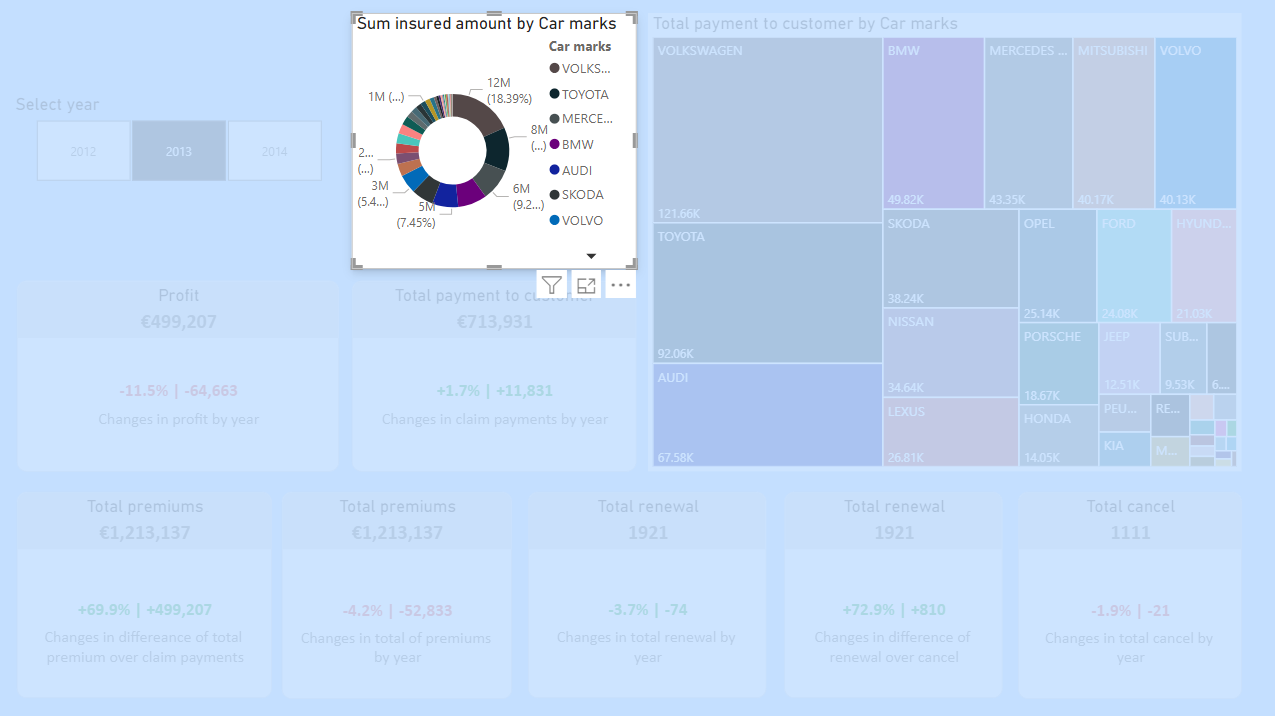 Sum insured amount by Car marks
Car marks
VOLKS...
TOYOTA
MERCE...
BMW
AUDI
SKODA
VOLVO
12M
(18.39%)
8M
(...)
6M
(9.2...)
5M
(7.45%)
3M
(5.4...)
2...
(...)
1M (...)
Total payment to customer by Car marks
VOLKSWAGEN
121.66K
TOYOTA
92.06K
AUDI
67.58K
BMW
49.82K
MERCEDES ...
43.35K
MITSUBISHI
40.17K
VOLVO
40.13K
SKODA
38.24K
NISSAN
34.64K
LEXUS
26.81K
OPEL
25.14K
FORD
24.08K
HYUND...
21.03K
PORSCHE
18.67K
HONDA
14.05K
JEEP
12.51K
SUB...
9.53K
6....
PEU...
RE...
KIA
M...
Select year
2012
2013
2014
Profit
€499,207
-11.5% | -64,663
Changes in profit by year
Total payment to customer
€713,931
+1.7% | +11,831
Changes in claim payments by year
Total premiums
€1,213,137
+69.9% | +499,207
Changes in differeance of total
premium over claim payments
Total premiums
€1,213,137
-4.2% | -52,833
Changes in total of premiums
by year
Total renewal
1921
-3.7% | -74
Changes in total renewal by
year
Total renewal
1921
+72.9% | +810
Changes in difference of
renewal over cancel
Total cancel
1111
-1.9% | -21
Changes in total cancel by
year